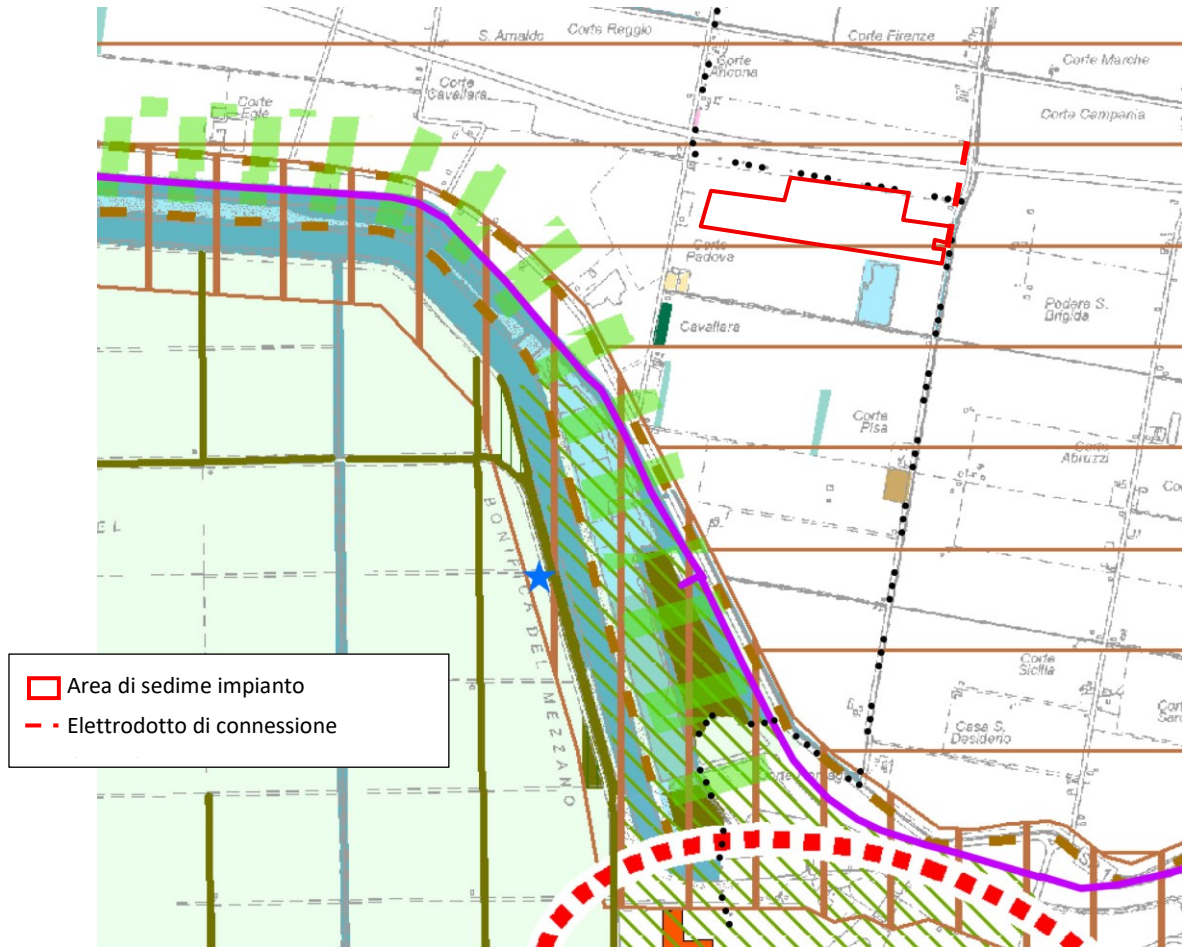 S. Arnaldo
Corte Reggio
Corte Firenze
Corte Marche
Corte
Ancona
Corte
Cavallara
Corte
Eglè
Corte Campania
Corte
Padova
Podere S.
Brigida
Cavallara
Corte
Pisa
Corte
Abruzzi
BONIFICA DEL MEZZANO
Area di sedime impianto
Elettrodotto di connessione
Corte
Sicilia
Casa S.
Desiderio